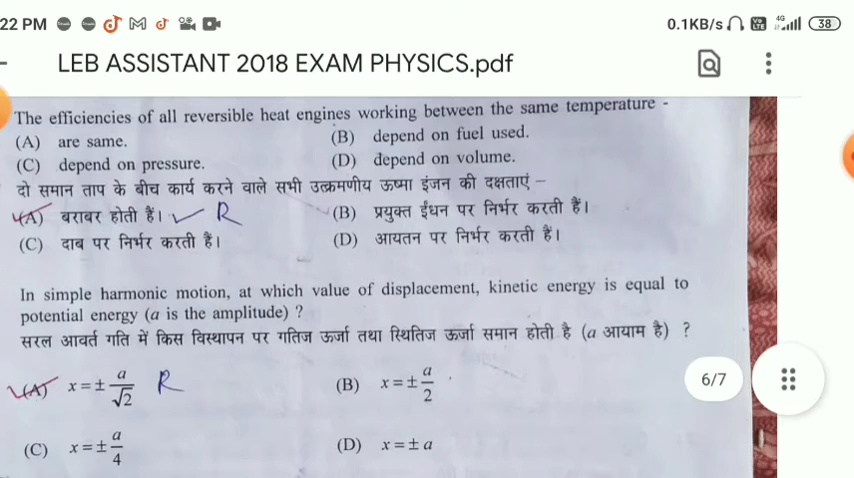 22 PM
0.1KB/s Vo LTE 4G 38
LEB ASSISTANT 2018 EXAM PHYSICS.pdf
The efficiencies of all reversible heat engines working between the same temperature -
(A) are same. (B) depend on fuel used.
(C) depend on pressure. (D) depend on volume.
दो समान ताप के बीच कार्य करने वाले सभी उत्क्रमणीय ऊष्मा इंजन की दक्षताएं –
(A) बराबर होती हैं। ✓ R (B) प्रयुक्त ईंधन पर निर्भर करती हैं।
(C) दाब पर निर्भर करती हैं। (D) आयतन पर निर्भर करती हैं।
In simple harmonic motion, at which value of displacement, kinetic energy is equal to
potential energy (a is the amplitude) ?
सरल आवर्त गति में किस विस्थापन पर गतिज ऊर्जा तथा स्थितिज ऊर्जा समान होती है (a आयाम है) ?
(A) x = ± a/√2 R (B) x = ± a/2
6/7
(C) x = ± a/4 (D) x = ± a